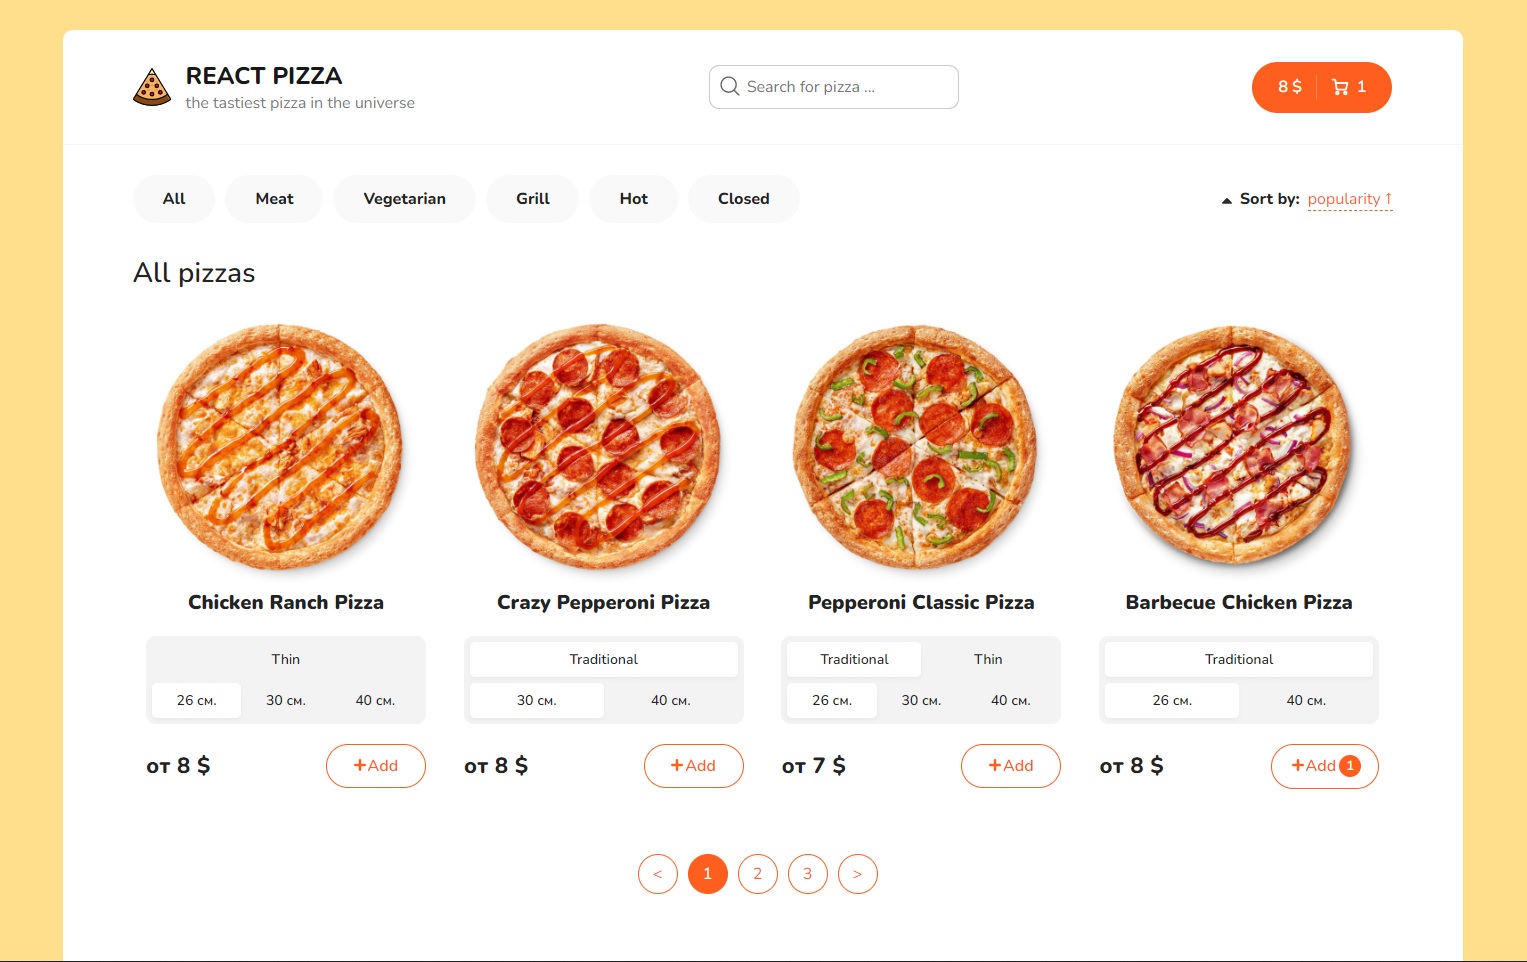 REACT PIZZA
the tastiest pizza in the universe
Search for pizza ...
8 $ 1
All Meat Vegetarian Grill Hot Closed
Sort by: popularity ↑
All pizzas
Chicken Ranch Pizza
Thin
26 см. 30 см. 40 см.
от 8 $ +Add
Crazy Pepperoni Pizza
Traditional
30 см. 40 см.
от 8 $ +Add
Pepperoni Classic Pizza
Traditional Thin
26 см. 30 см. 40 см.
от 7 $ +Add
Barbecue Chicken Pizza
Traditional
26 см. 40 см.
от 8 $ +Add 1
< 1 2 3 >